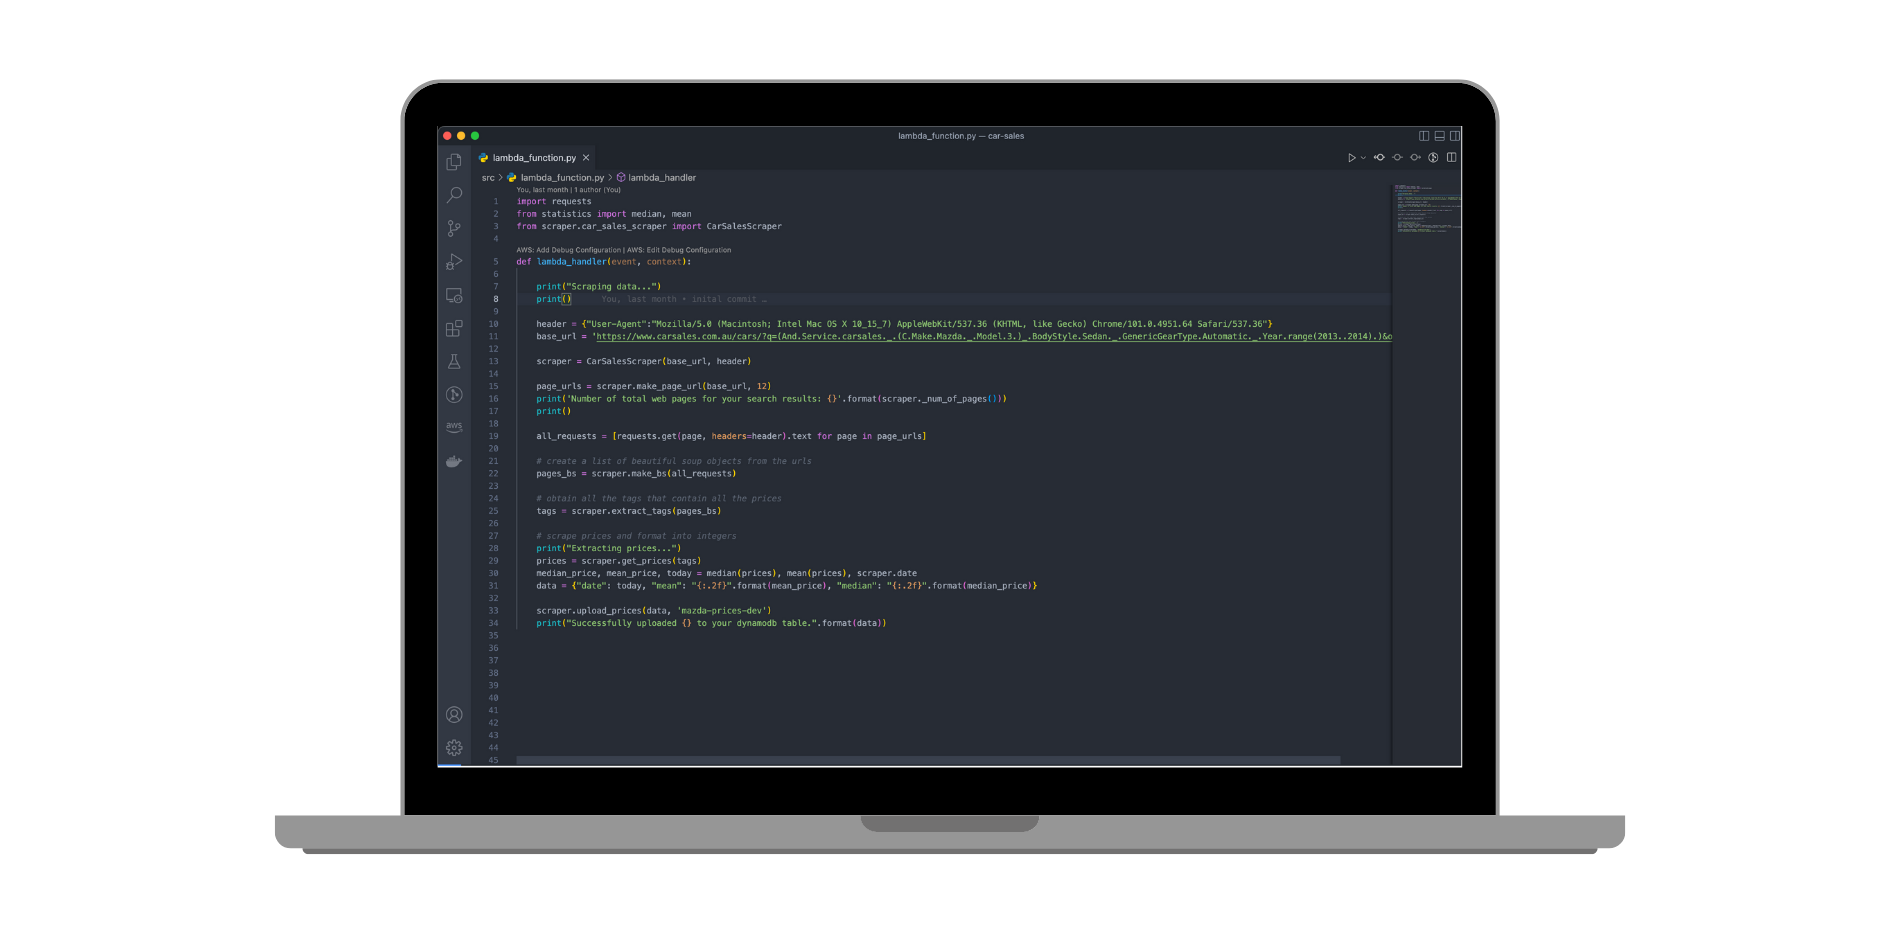 lambda_function.py — car-sales
lambda_function.py
src > lambda_function.py > lambda_handler
You, last month | 1 author (You)
1 import requests
2 from statistics import median, mean
3 from scraper.car_sales_scraper import CarSalesScraper
4
AWS: Add Debug Configuration | AWS: Edit Debug Configuration
5 def lambda_handler(event, context):
6
7 print("Scraping data...")
8 print() You, last month • inital commit …
9
10 header = {"User-Agent":"Mozilla/5.0 (Macintosh; Intel Mac OS X 10_15_7) AppleWebKit/537.36 (KHTML, like Gecko) Chrome/101.0.4951.64 Safari/537.36"}
11 base_url = 'https://www.carsales.com.au/cars/?q=(And.Service.carsales._.(C.Make.Mazda._.Model.3.)_.BodyStyle.Sedan._.GenericGearType.Automatic._.Year.range(2013..2014).)&o
12
13 scraper = CarSalesScraper(base_url, header)
14
15 page_urls = scraper.make_page_url(base_url, 12)
16 print('Number of total web pages for your search results: {}'.format(scraper._num_of_pages()))
17 print()
18
19 all_requests = [requests.get(page, headers=header).text for page in page_urls]
20
21 # create a list of beautiful soup objects from the urls
22 pages_bs = scraper.make_bs(all_requests)
23
24 # obtain all the tags that contain all the prices
25 tags = scraper.extract_tags(pages_bs)
26
27 # scrape prices and format into integers
28 print("Extracting prices...")
29 prices = scraper.get_prices(tags)
30 median_price, mean_price, today = median(prices), mean(prices), scraper.date
31 data = {"date": today, "mean": "{:.2f}".format(mean_price), "median": "{:.2f}".format(median_price)}
32
33 scraper.upload_prices(data, 'mazda-prices-dev')
34 print("Successfully uploaded {} to your dynamodb table.".format(data))
35
36
37
38
39
40
41
42
43
44
45
aws